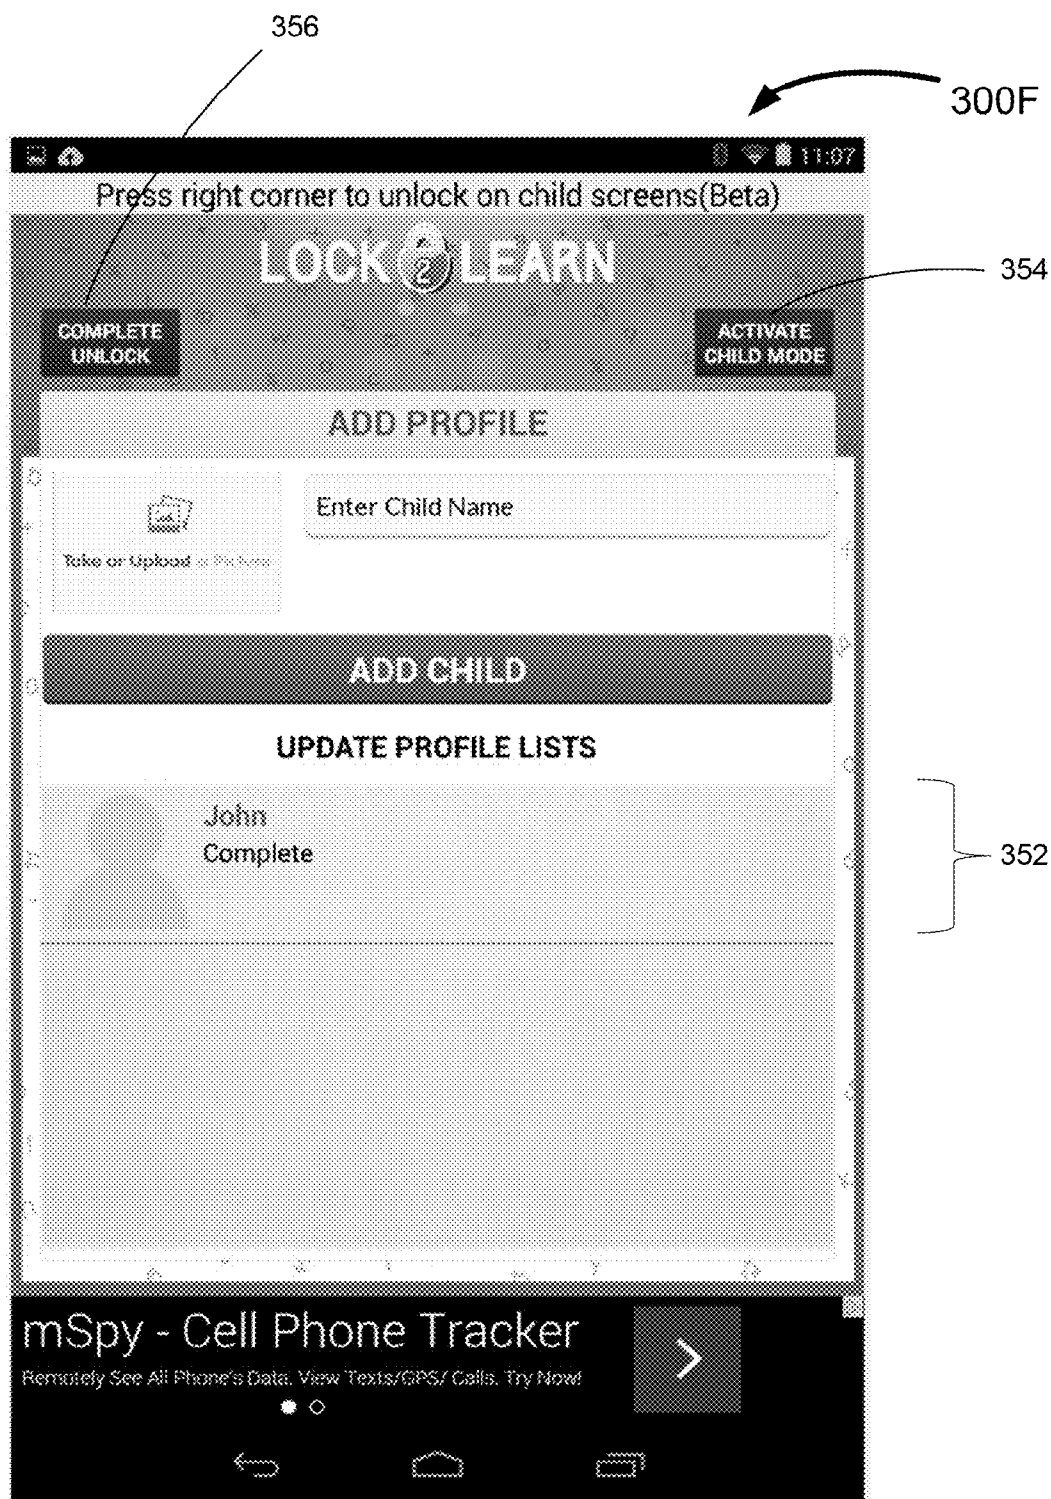 356
300F
11:07
Press right corner to unlock on child screens(Beta)
LOCK 2 LEARN
354
COMPLETE
UNLOCK
ACTIVATE
CHILD MODE
ADD PROFILE
Enter Child Name
Take or Upload a Picture
ADD CHILD
UPDATE PROFILE LISTS
John
Complete
352
mSpy - Cell Phone Tracker
Remotely See All Phone's Data. View Texts/GPS/ Calls. Try Now!